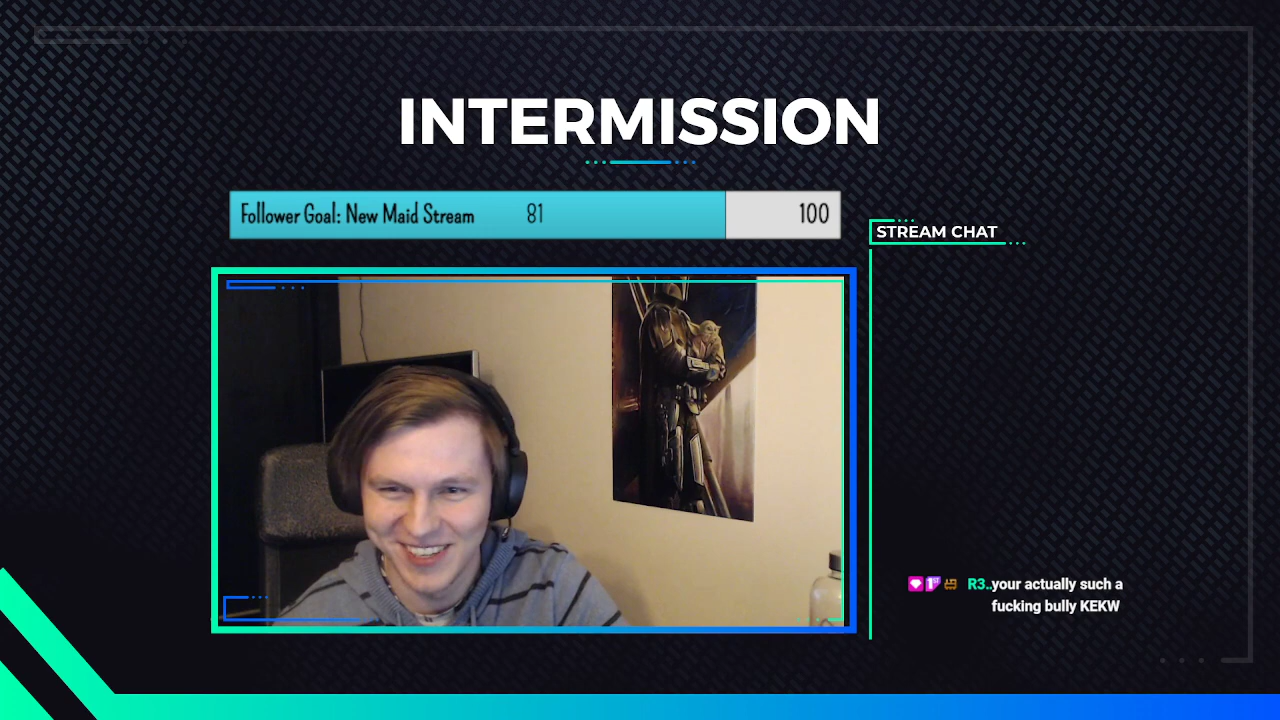 INTERMISSION
Follower Goal: New Maid Stream 81 100
STREAM CHAT
R3..your actually such a
fucking bully KEKW